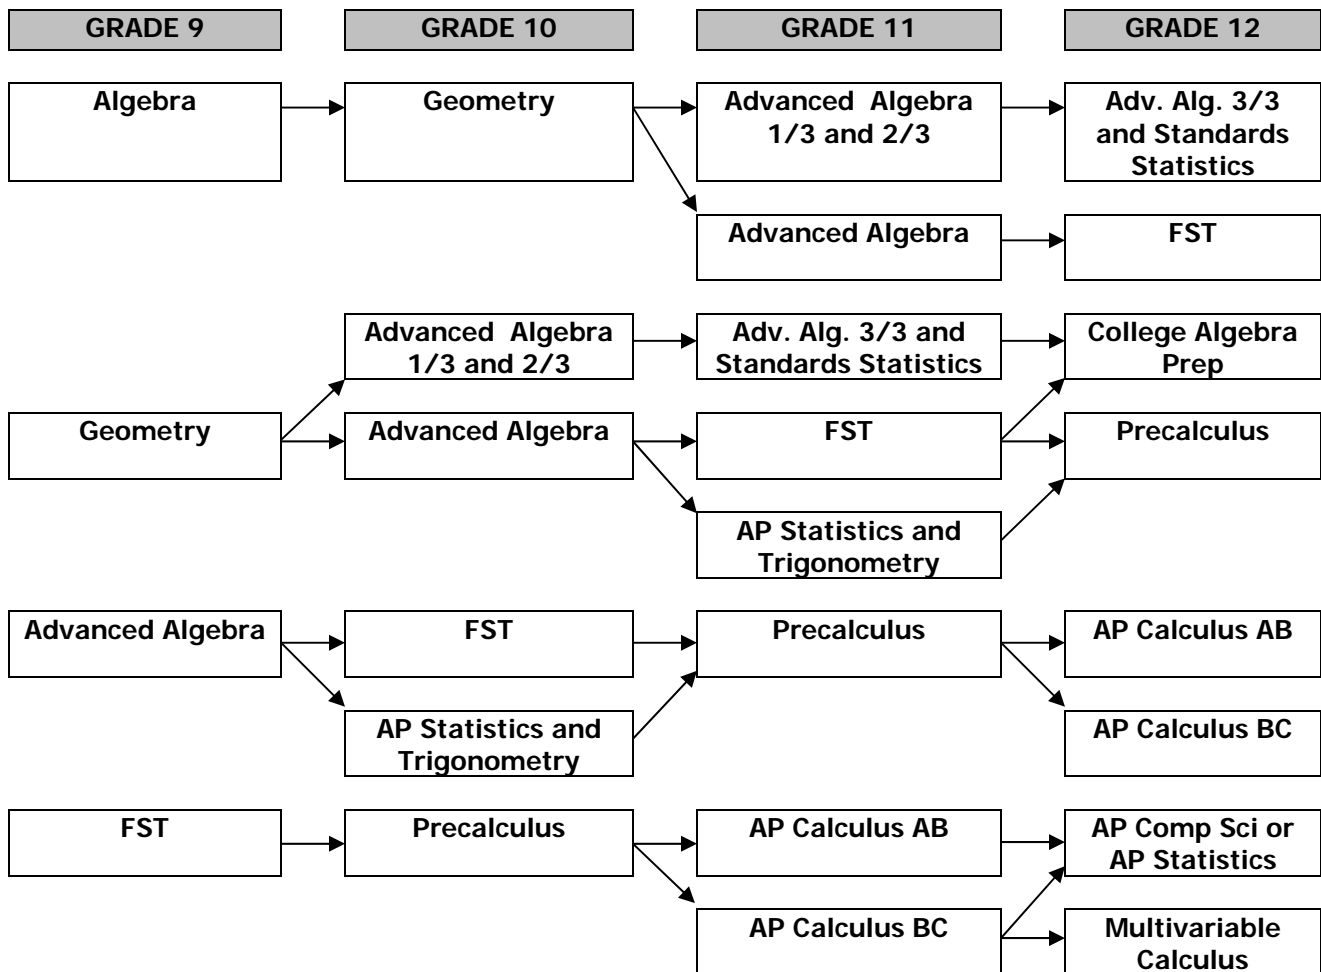 GRADE 9
GRADE 10
GRADE 11
GRADE 12
Algebra
Geometry
Advanced Algebra
1/3 and 2/3
Adv. Alg. 3/3
and Standards
Statistics
Advanced Algebra
FST
Advanced Algebra
1/3 and 2/3
Adv. Alg. 3/3 and
Standards Statistics
College Algebra
Prep
Geometry
Advanced Algebra
FST
Precalculus
AP Statistics and
Trigonometry
Advanced Algebra
FST
Precalculus
AP Calculus AB
AP Statistics and
Trigonometry
AP Calculus BC
FST
Precalculus
AP Calculus AB
AP Comp Sci or
AP Statistics
AP Calculus BC
Multivariable
Calculus